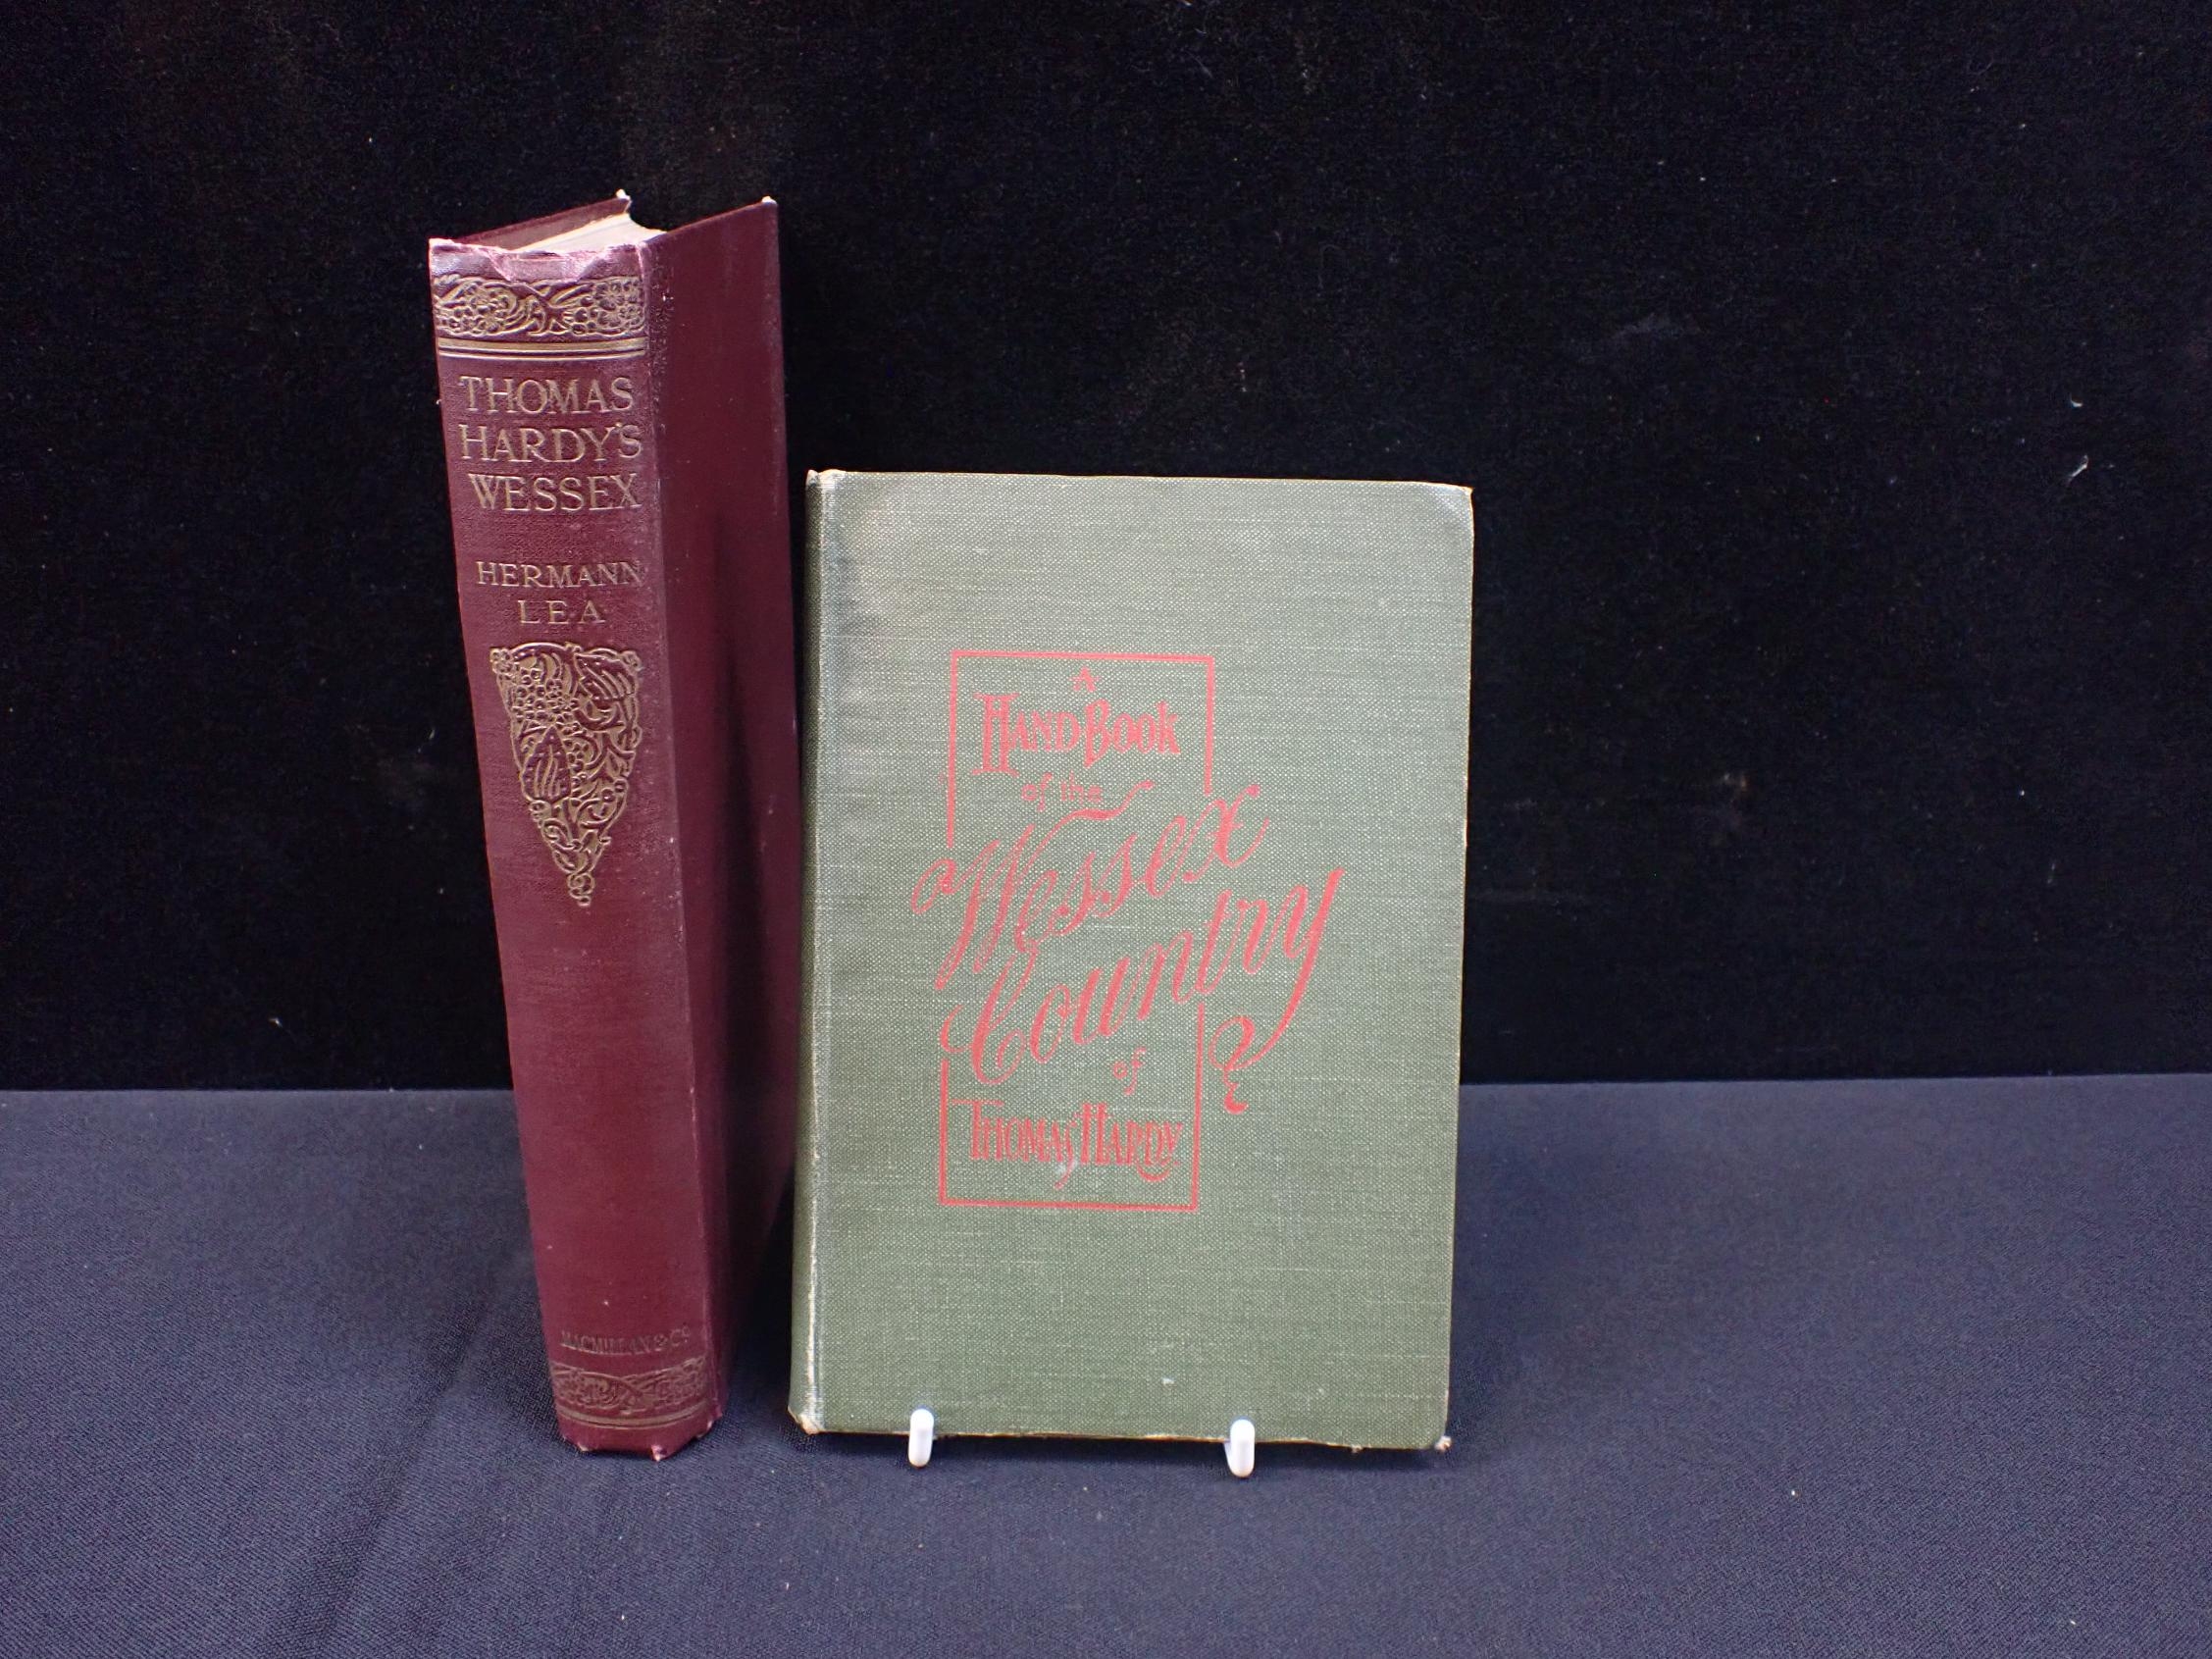 THOMAS
HARDY'S
WESSEX
HERMANN
LEA
MACMILLAN & Co
A
HAND BOOK
of the
Wessex
Country
of
THOMAS HARDY